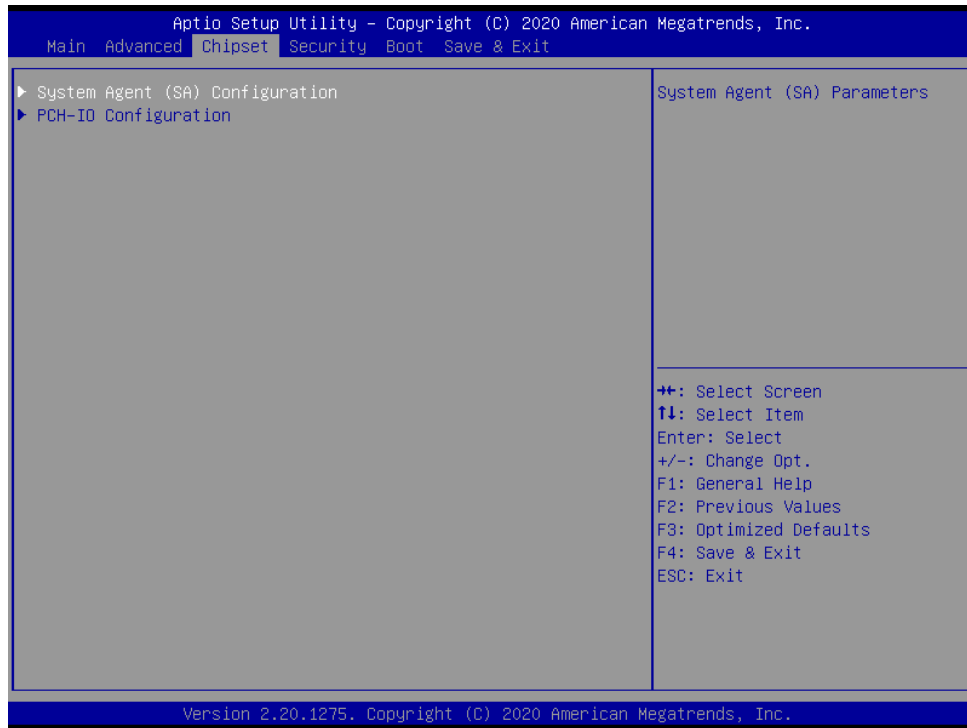 Aptio Setup Utility – Copyright (C) 2020 American Megatrends, Inc.
Main Advanced Chipset Security Boot Save & Exit
▶ System Agent (SA) Configuration
▶ PCH-IO Configuration
System Agent (SA) Parameters
→←: Select Screen
↑↓: Select Item
Enter: Select
+/-: Change Opt.
F1: General Help
F2: Previous Values
F3: Optimized Defaults
F4: Save & Exit
ESC: Exit
Version 2.20.1275. Copyright (C) 2020 American Megatrends, Inc.